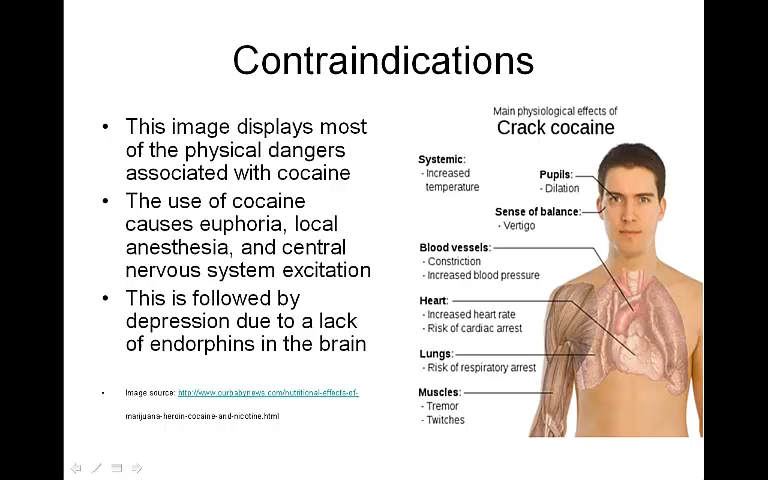 Contraindications
• This image displays most
of the physical dangers
associated with cocaine
• The use of cocaine
causes euphoria, local
anesthesia, and central
nervous system excitation
• This is followed by
depression due to a lack
of endorphins in the brain
• Image source: http://www.ourbabynews.com/nutritional-effects-of-
marijuana-heroin-cocaine-and-nicotine.html
Main physiological effects of
Crack cocaine
Systemic:
- Increased
temperature
Pupils:
- Dilation
Sense of balance:
- Vertigo
Blood vessels:
- Constriction
- Increased blood pressure
Heart:
- Increased heart rate
- Risk of cardiac arrest
Lungs:
- Risk of respiratory arrest
Muscles:
- Tremor
- Twitches